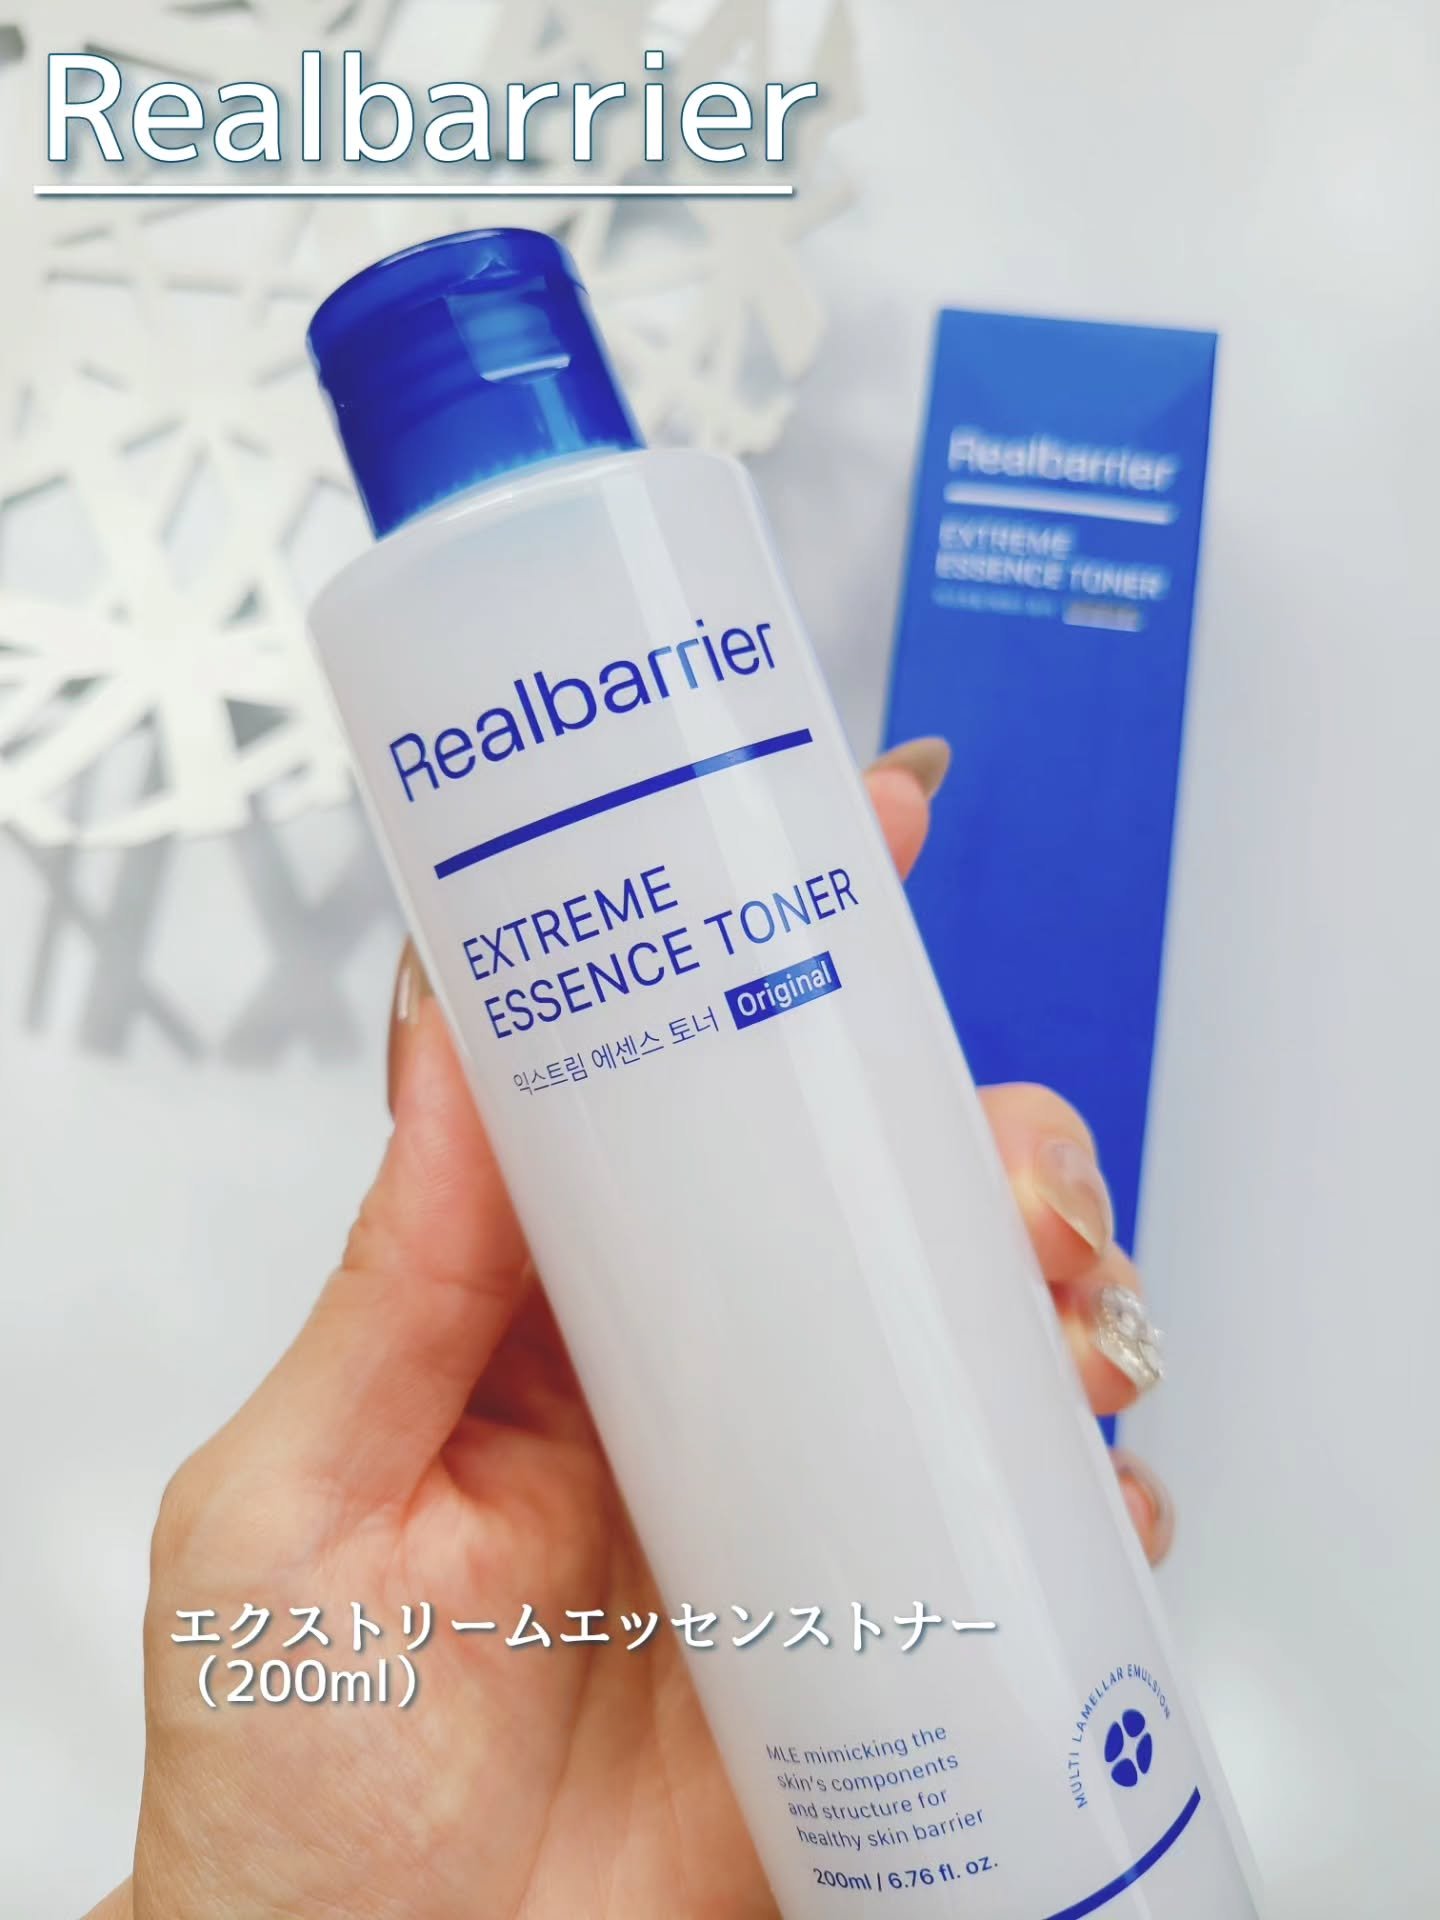 Realbarrier
Realbarrier
EXTREME
ESSENCE TONER
Realbarrier
EXTREME
ESSENCE TONER
익스트림 에센스 토너 Original
エクストリームエッセンストナー
（200ml）
MLE mimicking the
skin's components
and structure for
healthy skin barrier
200ml / 6.76 fl. oz.
MULTI LAMELLAR EMULSION